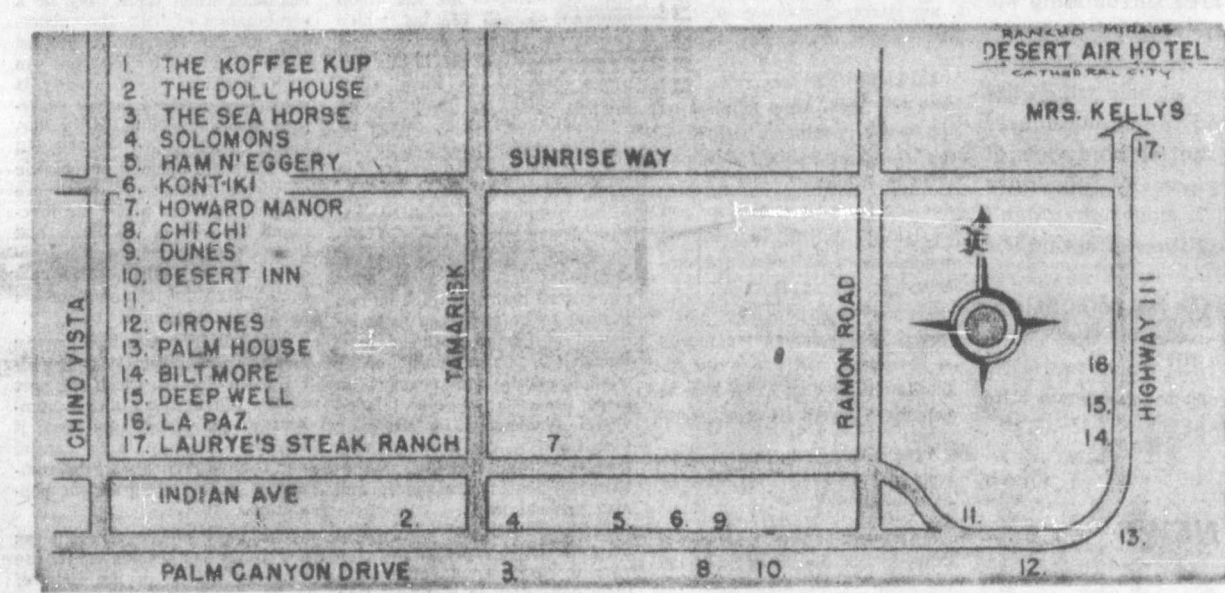 RANCHO MIRAGE
DESERT AIR HOTEL
CATHEDRAL CITY
MRS. KELLYS
1. THE KOFFEE KUP
2. THE DOLL HOUSE
3. THE SEA HORSE
4. SOLOMONS
5. HAM N' EGGERY
6. KONTIKI
7. HOWARD MANOR
8. CHI CHI
9. DUNES
10. DESERT INN
11.
12. CIRONES
13. PALM HOUSE
14. BILTMORE
15. DEEP WELL
16. LA PAZ
17. LAURYE'S STEAK RANCH
SUNRISE WAY
17.
CHINO VISTA
TAMARISK
RAMON ROAD
HIGHWAY 111
16.
15.
14.
7.
INDIAN AVE
1.
2.
4.
5.
6.
9.
11.
13.
PALM CANYON DRIVE
3.
8.
10.
12.